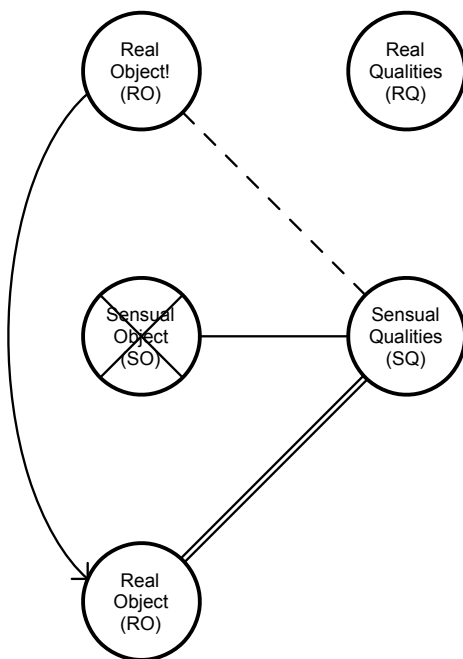 Real
Object!
(RO)
Real
Qualities
(RQ)
Sensual
Object
(SO)
Sensual
Qualities
(SQ)
Real
Object
(RO)